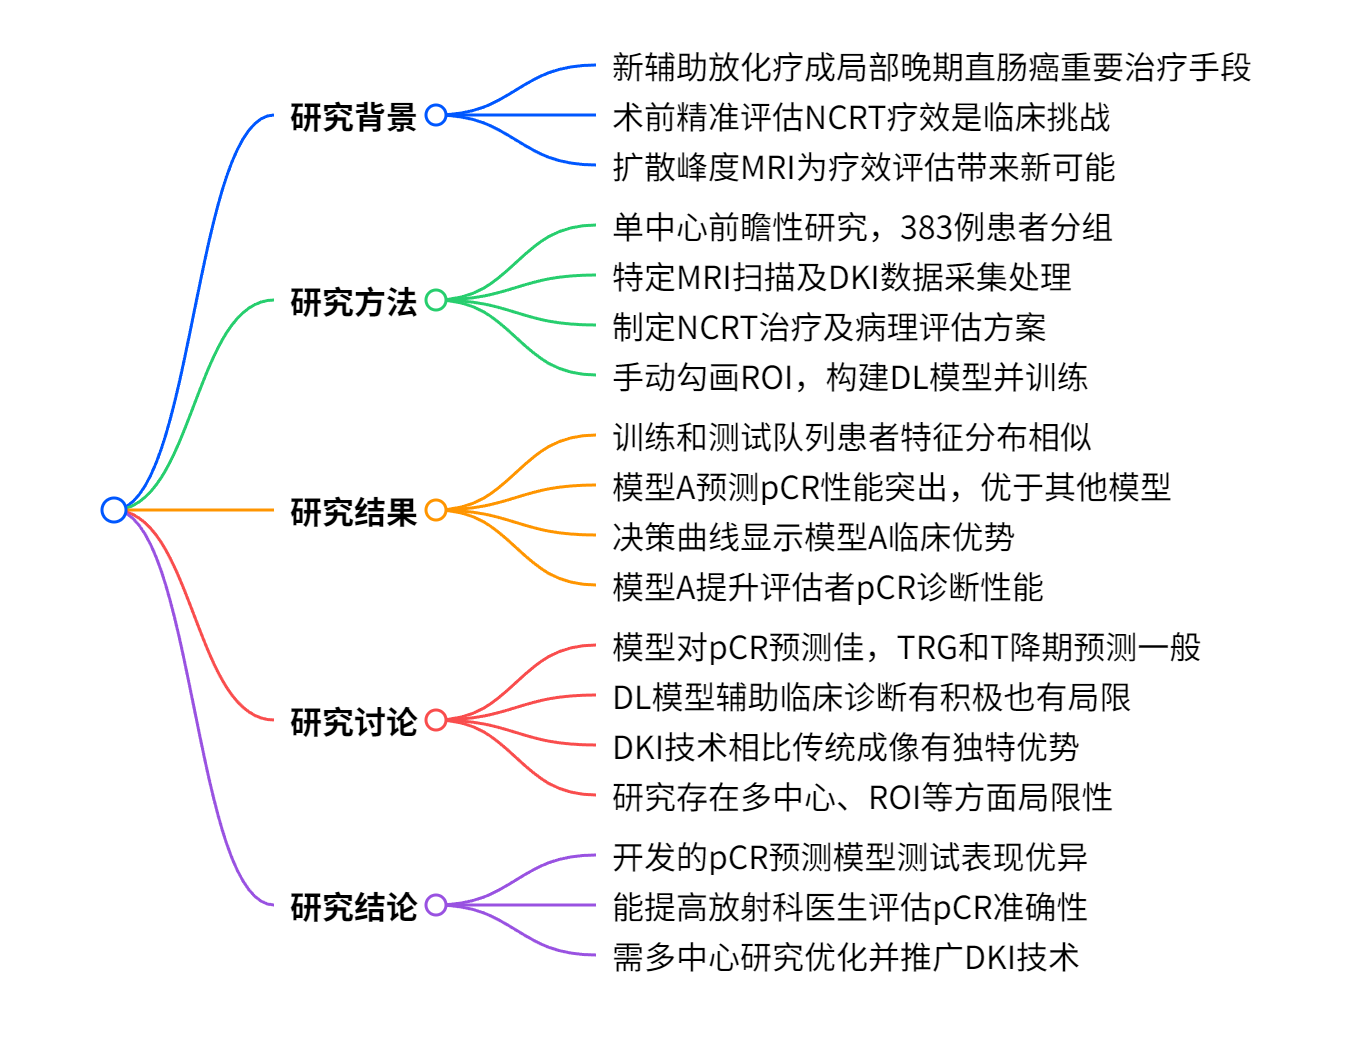 研究背景
新辅助放化疗成局部晚期直肠癌重要治疗手段
术前精准评估NCRT疗效是临床挑战
扩散峰度MRI为疗效评估带来新可能
研究方法
单中心前瞻性研究，383例患者分组
特定MRI扫描及DKI数据采集处理
制定NCRT治疗及病理评估方案
手动勾画ROI，构建DL模型并训练
研究结果
训练和测试队列患者特征分布相似
模型A预测pCR性能突出，优于其他模型
决策曲线显示模型A临床优势
模型A提升评估者pCR诊断性能
研究讨论
模型对pCR预测佳，TRG和T降期预测一般
DL模型辅助临床诊断有积极也有局限
DKI技术相比传统成像有独特优势
研究存在多中心、ROI等方面局限性
研究结论
开发的pCR预测模型测试表现优异
能提高放射科医生评估pCR准确性
需多中心研究优化并推广DKI技术